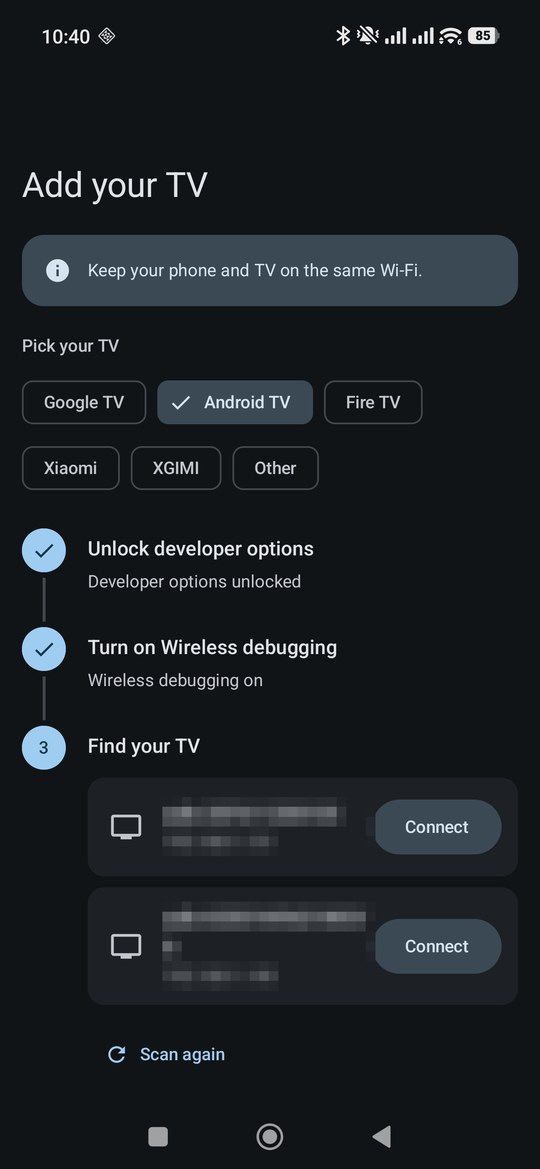 10:40
6
85
Add your TV
Keep your phone and TV on the same Wi-Fi.
Pick your TV
Google TV
Android TV
Fire TV
Xiaomi
XGIMI
Other
Unlock developer options
Developer options unlocked
Turn on Wireless debugging
Wireless debugging on
3
Find your TV
Connect
Connect
Scan again